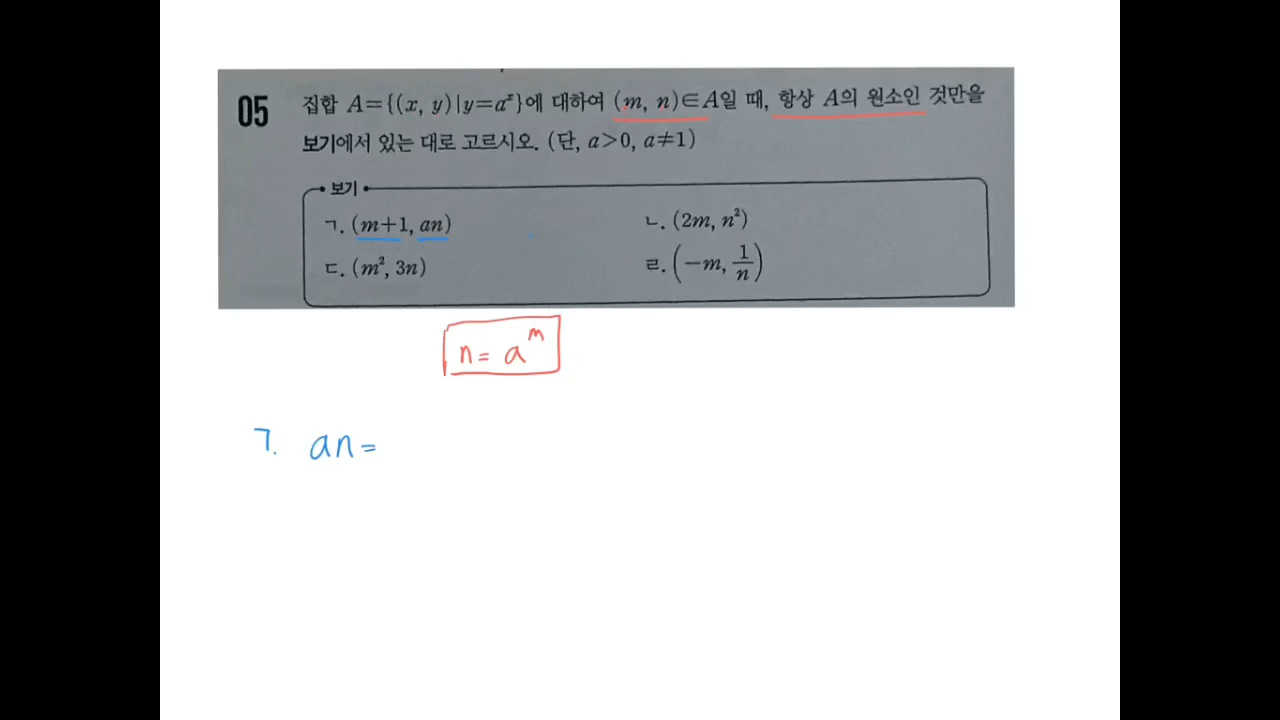 05 집합 A={(x, y)|y=aˣ}에 대하여 (m, n)∈A일 때, 항상 A의 원소인 것만을
보기에서 있는 대로 고르시오. (단, a>0, a≠1)
보기
ㄱ. (m+1, an) ㄴ. (2m, n²)
ㄷ. (m², 3n) ㄹ. (−m, 1/n)
n = aᵐ
ㄱ. an =